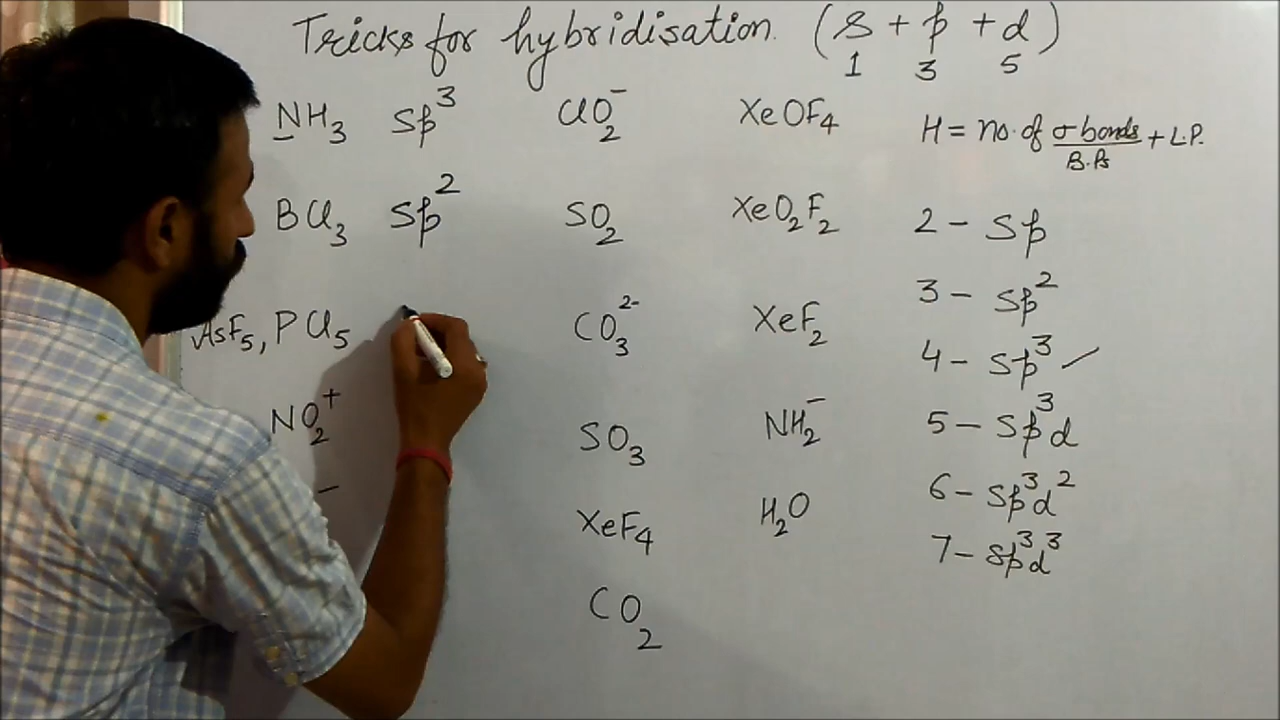 Tricks for hybridisation. (s + p + d)
1 3 5
NH₃ sp³
BCl₃ sp²
AsF₅, PCl₅
NO₂⁺
⁻
ClO₂⁻
SO₂
CO₃²⁻
SO₃
XeF₄
CO₂
XeOF₄
XeO₂F₂
XeF₂
NH₂⁻
H₂O
H = no. of σ bonds + L.P.
B.Ps
2 - sp
3 - sp²
4 - sp³ ✓
5 - sp³d
6 - sp³d²
7 - sp³d³